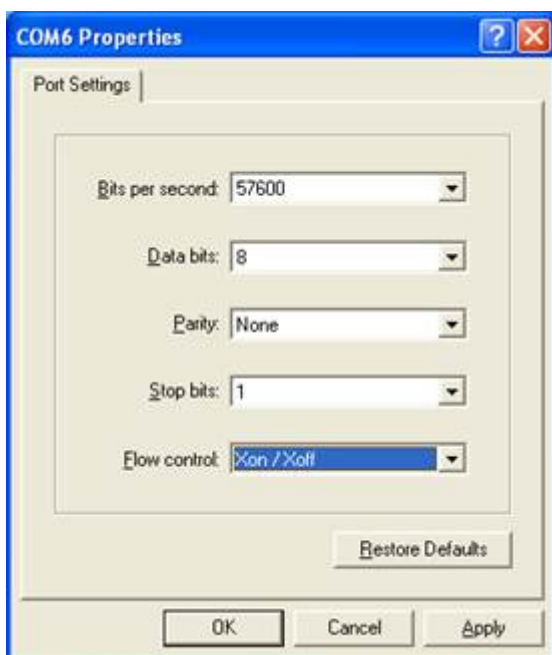 COM6 Properties
Port Settings
Bits per second: 57600
Data bits: 8
Parity: None
Stop bits: 1
Flow control: Xon / Xoff
Restore Defaults
OK Cancel Apply